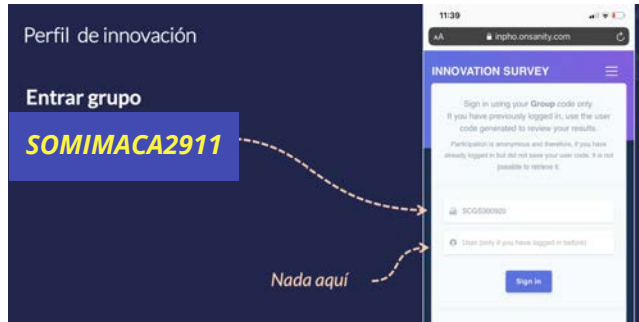 Perfil de innovación
Entrar grupo
SOMIMACA2911
Nada aquí
11:39
AA inpho.onsanity.com
INNOVATION SURVEY
Sign in using your Group code only
If you have previously logged in, use the user
code generated to review your results.
Participation is anonymous and therefore, if you have
already logged in but did not save your user code. It is not
possible to retrieve it.
SCGS300920
User (only if you have logged in before)
Sign in